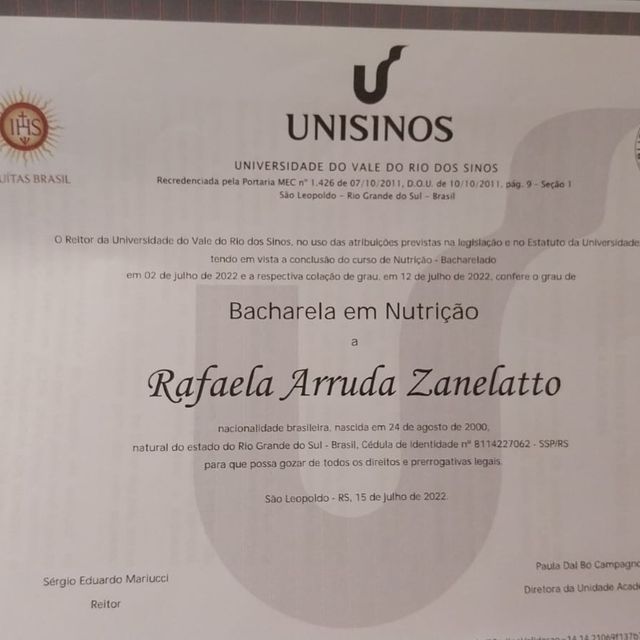 IHS
UNISINOS
UNIVERSIDADE DO VALE DO RIO DOS SINOS
BRASIL
Recredenciada pela Portaria MEC nº 1.426 de 07/10/2011, D.O.U. de 10/10/2011, pág. 9 - Seção 1
São Leopoldo - Rio Grande do Sul - Brasil
O Reitor da Universidade do Vale do Rio dos Sinos, no uso das atribuições previstas na legislação e no Estatuto da Universidade
tendo em vista a conclusão do curso de Nutrição - Bacharelado
em 02 de julho de 2022 e a respectiva colação de grau, em 12 de julho de 2022, confere o grau de
Bacharela em Nutrição
a
Rafaela Arruda Zanelatto
nacionalidade brasileira, nascida em 24 de agosto de 2000,
natural do estado do Rio Grande do Sul - Brasil, Cédula de Identidade nº 8114227062 - SSP/RS
para que possa gozar de todos os direitos e prerrogativas legais.
São Leopoldo - RS, 15 de julho de 2022.
Sérgio Eduardo Mariucci
Reitor
Paula Dal Bó Campagno
Diretora da Unidade Acad